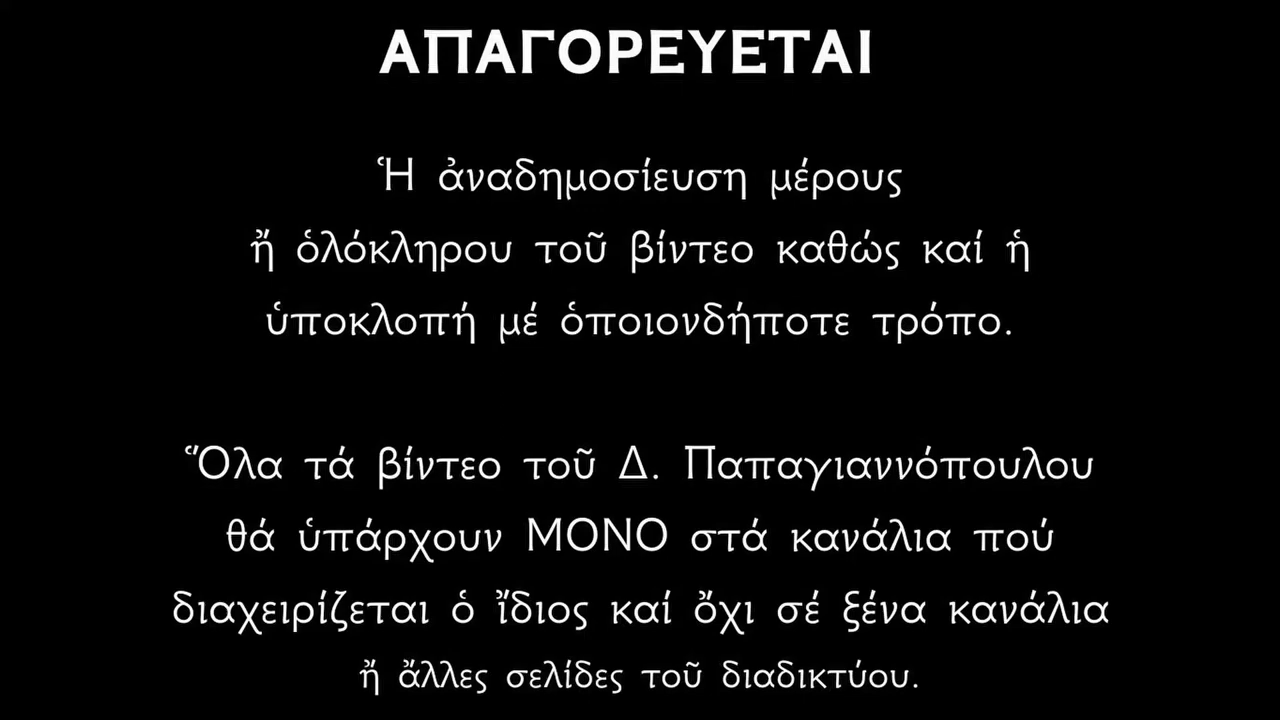 ΑΠΑΓΟΡΕΥΕΤΑΙ
Ἡ ἀναδημοσίευση μέρους
ἤ ὁλόκληρου τοῦ βίντεο καθώς καί ἡ
ὑποκλοπή μέ ὁποιονδήποτε τρόπο.
Ὅλα τά βίντεο τοῦ Δ. Παπαγιαννόπουλου
θά ὑπάρχουν ΜΟΝΟ στά κανάλια πού
διαχειρίζεται ὁ ἴδιος καί ὄχι σέ ξένα κανάλια
ἤ ἄλλες σελίδες τοῦ διαδικτύου.